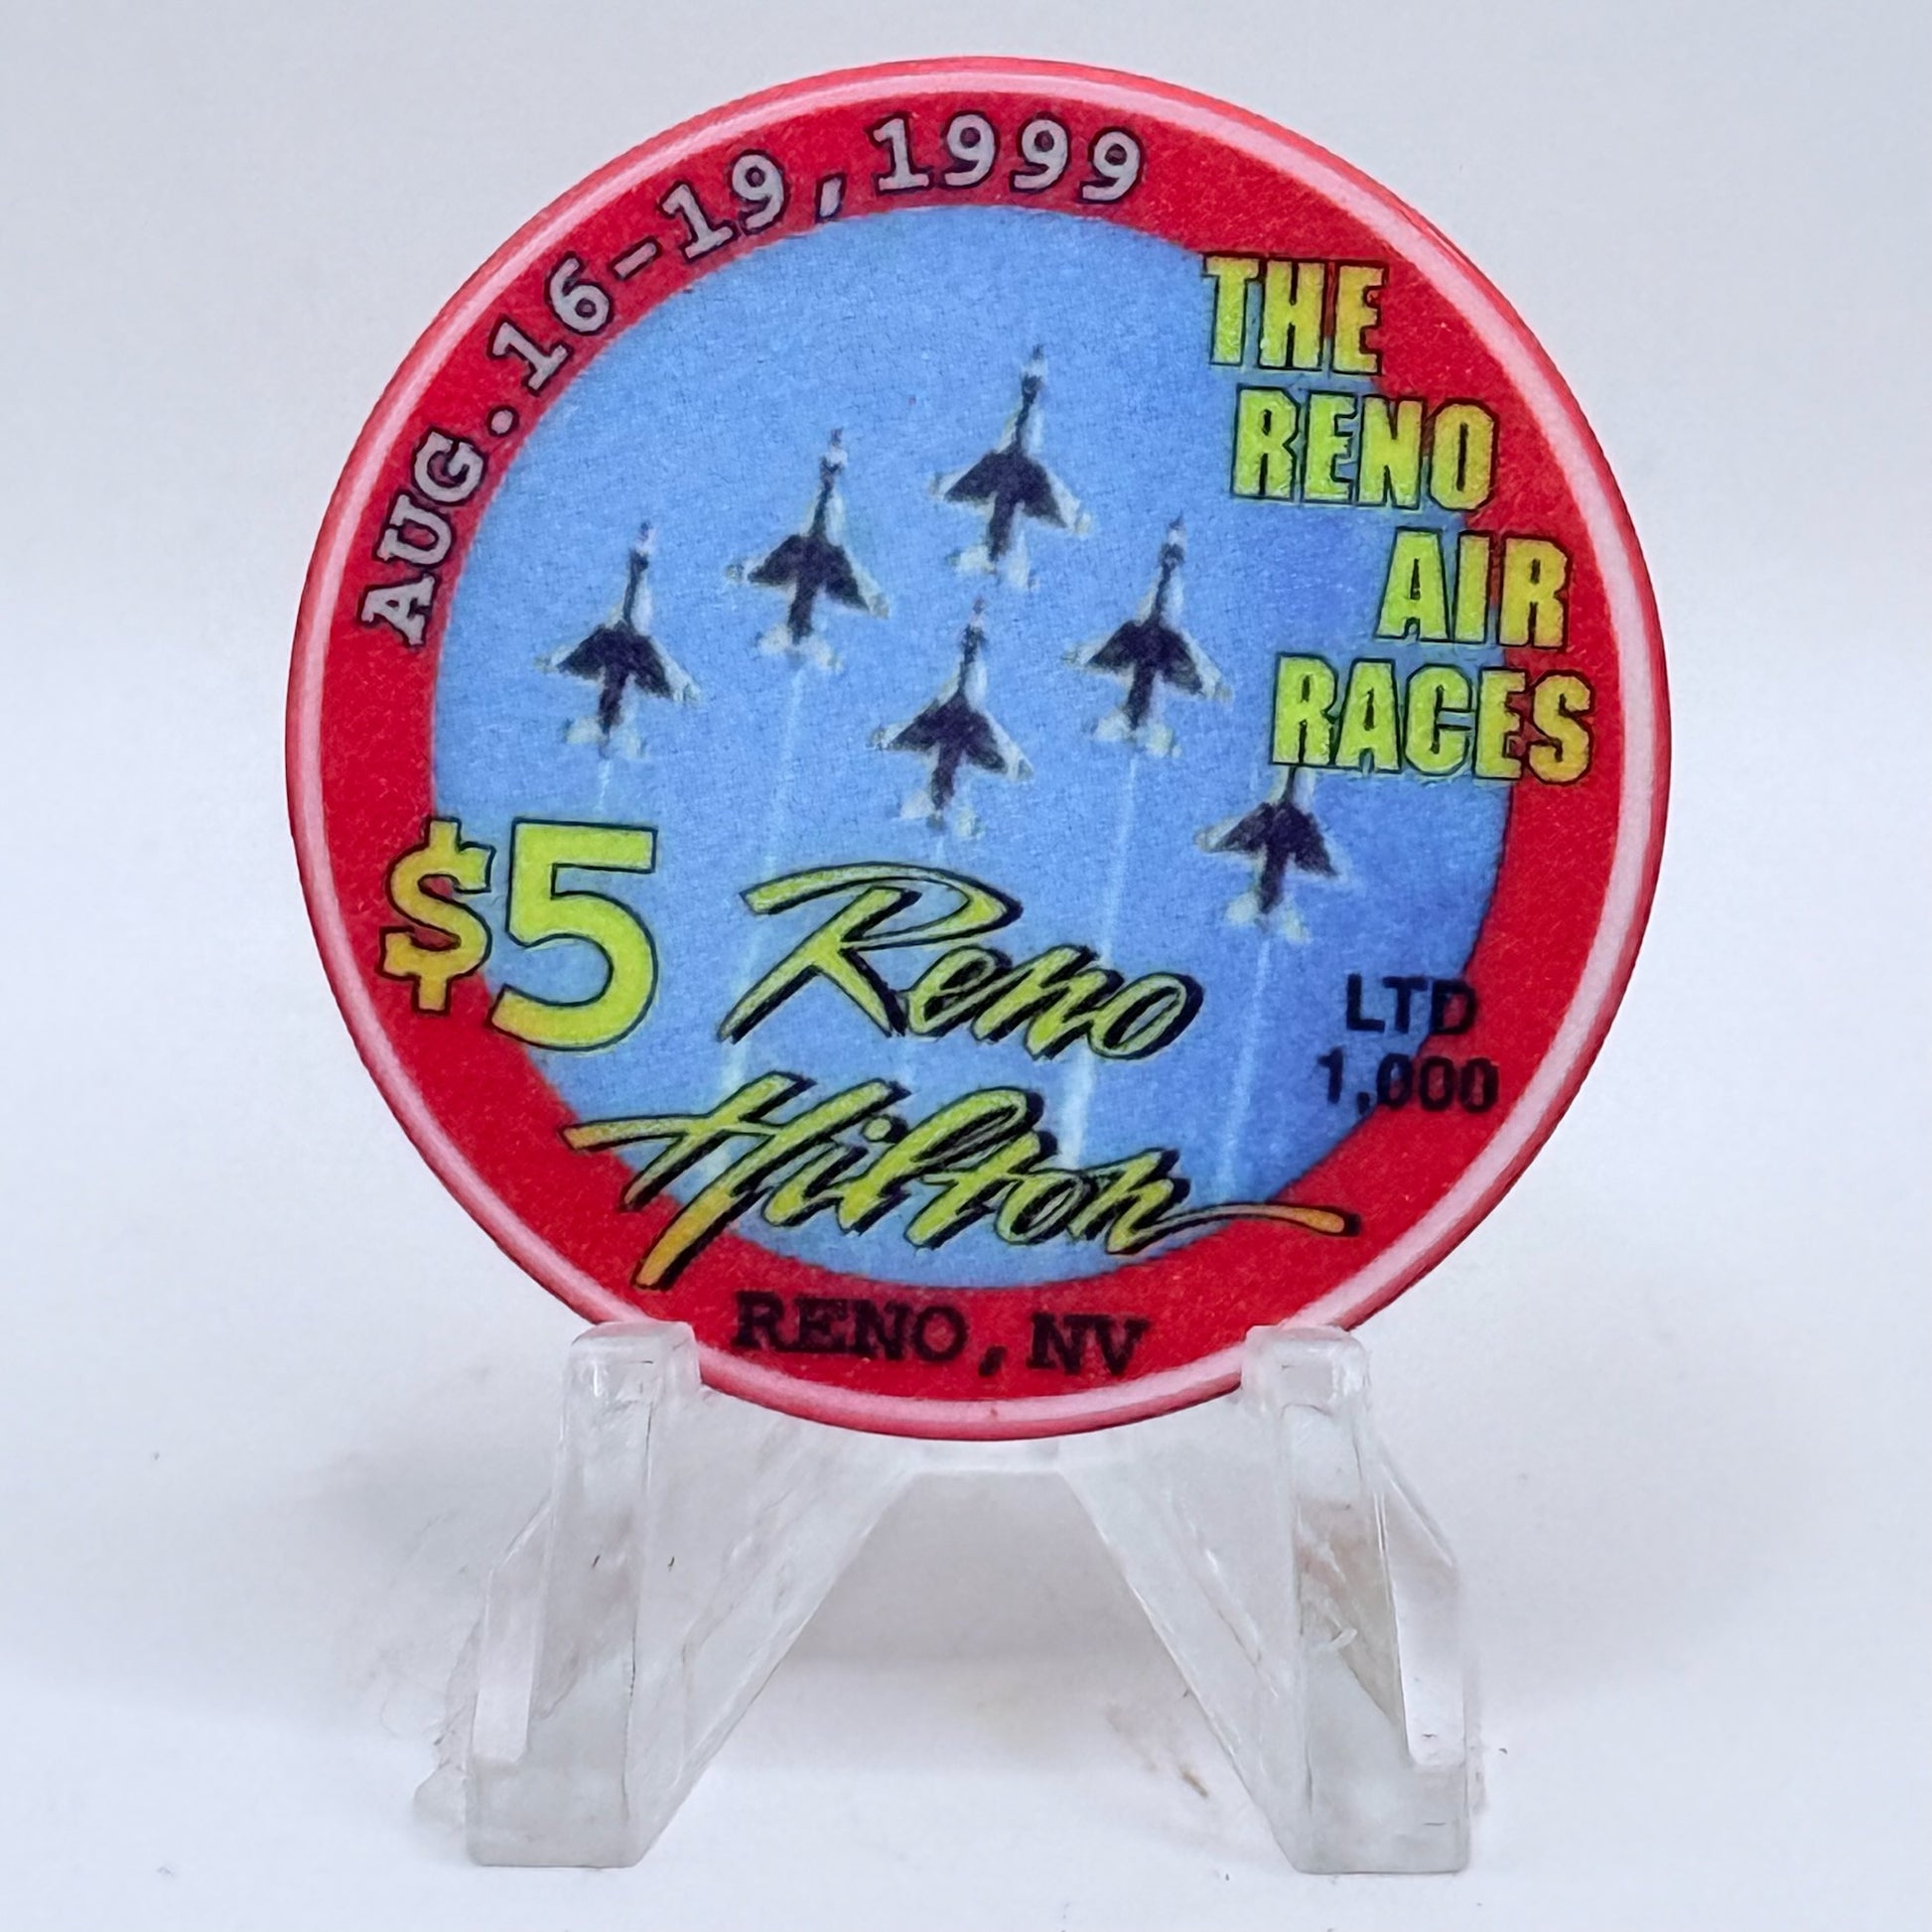 AUG.16-19,1999
THE
RENO
AIR
RACES
$5
Reno
Hilton
LTD
1,000
RENO, NV